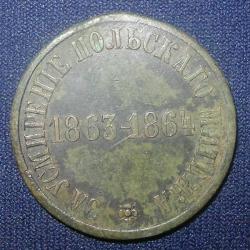 ЗА УСМИРЕНІЕ ПОЛЬСКАГО МЯТЕЖА
1863-1864